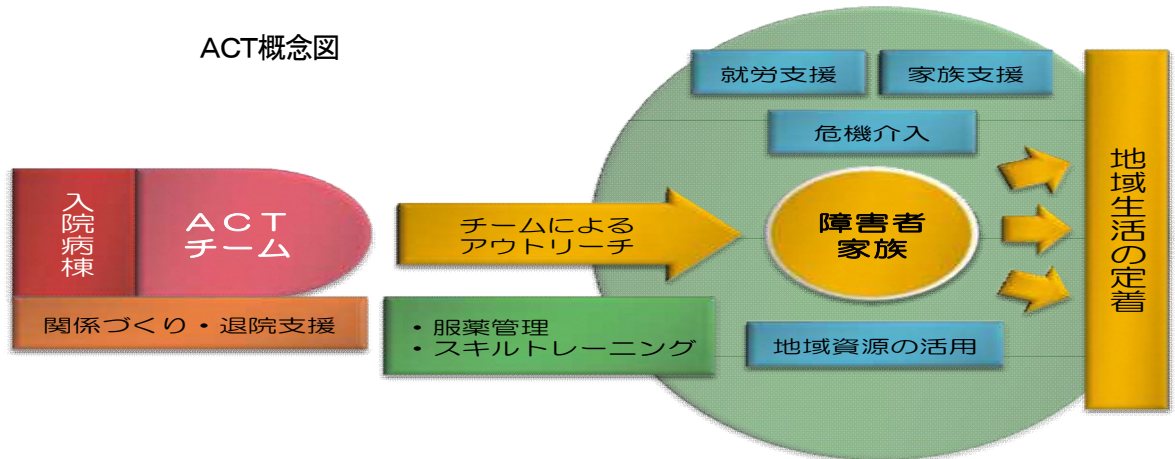 ACT概念図
就労支援
家族支援
危機介入
入院病棟
ACT
チーム
チームによる
アウトリーチ
障害者
家族
地域生活の定着
関係づくり・退院支援
・服薬管理
・スキルトレーニング
地域資源の活用